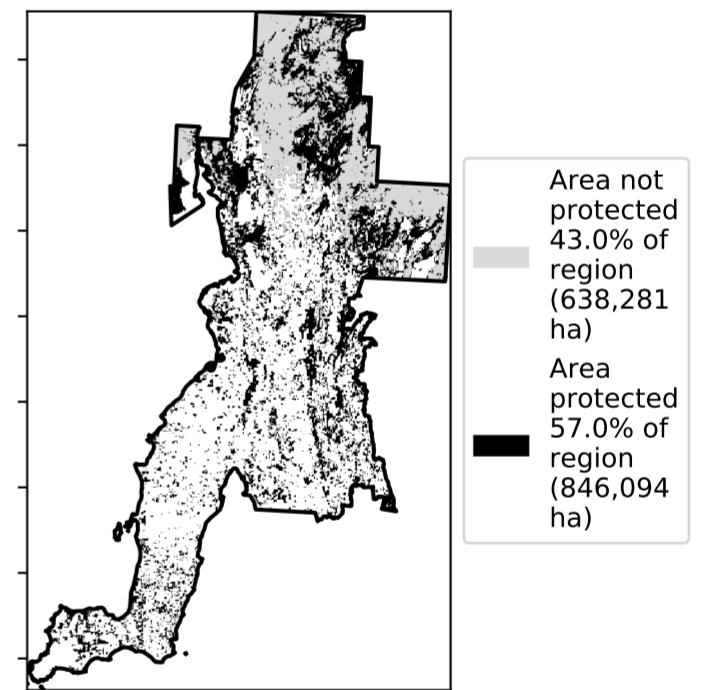 Area not
protected
43.0% of
region
(638,281
ha)
Area
protected
57.0% of
region
(846,094
ha)